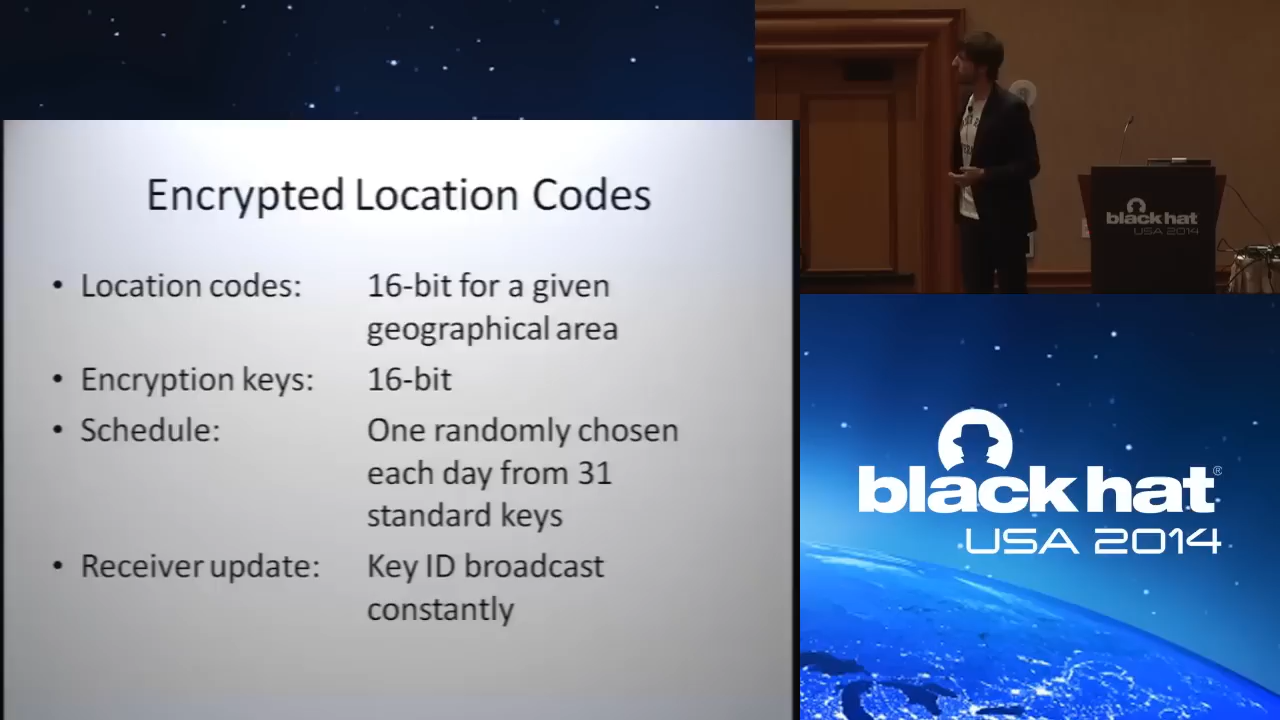 Encrypted Location Codes
• Location codes: 16-bit for a given
geographical area
• Encryption keys: 16-bit
• Schedule: One randomly chosen
each day from 31
standard keys
• Receiver update: Key ID broadcast
constantly
black hat
USA 2014
black hat®
USA 2014